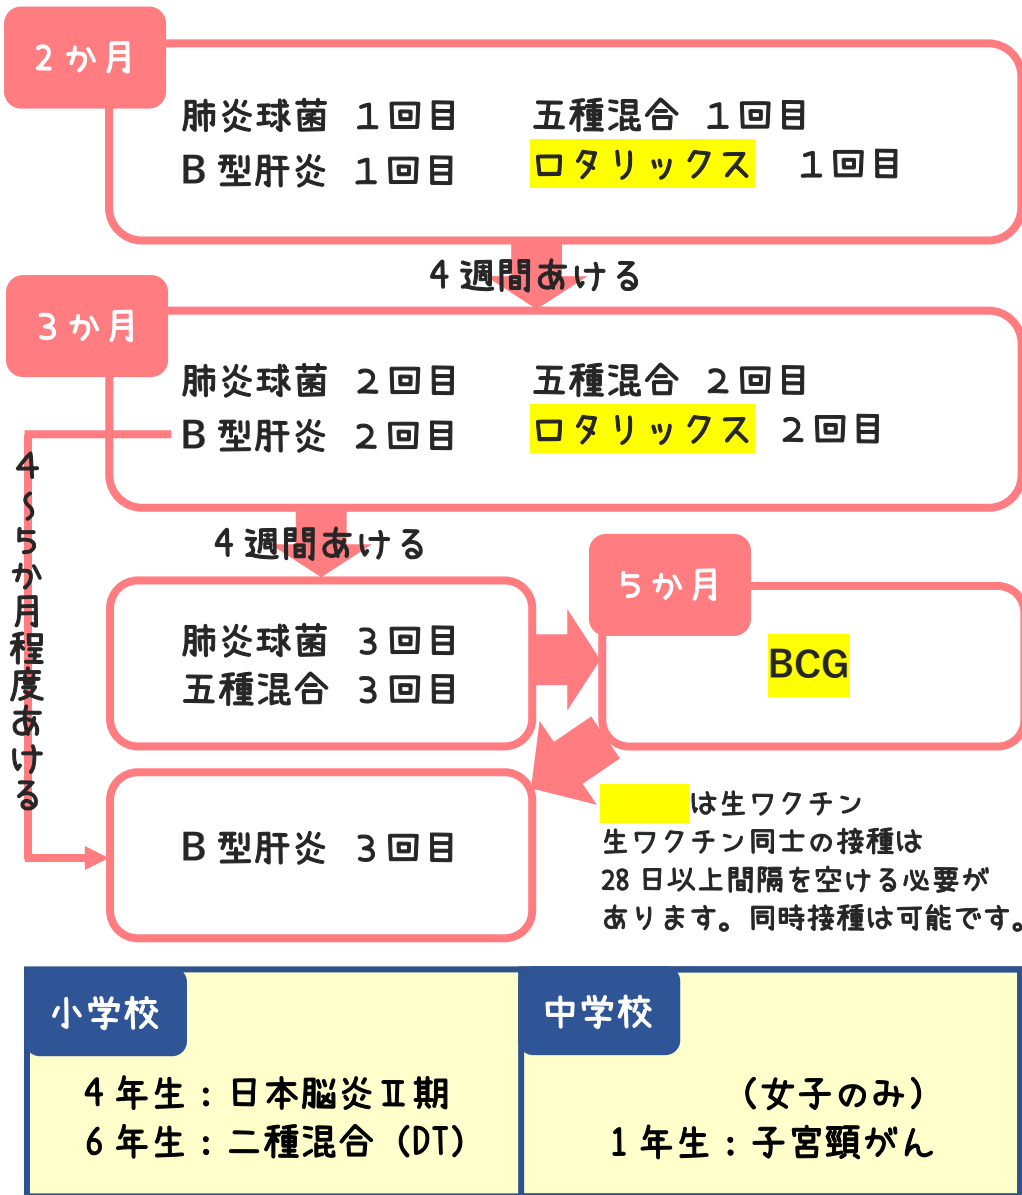 2か月
肺炎球菌 1回目 五種混合 1回目
B型肝炎 1回目 ロタリックス 1回目
4週間あける
3か月
肺炎球菌 2回目 五種混合 2回目
B型肝炎 2回目 ロタリックス 2回目
4～5か月程度あける
4週間あける
肺炎球菌 3回目
五種混合 3回目
5か月
BCG
B型肝炎 3回目
は生ワクチン
生ワクチン同士の接種は
28日以上間隔を空ける必要が
あります。同時接種は可能です。
小学校
4年生：日本脳炎Ⅱ期
6年生：二種混合（DT）
中学校
（女子のみ）
1年生：子宮頸がん